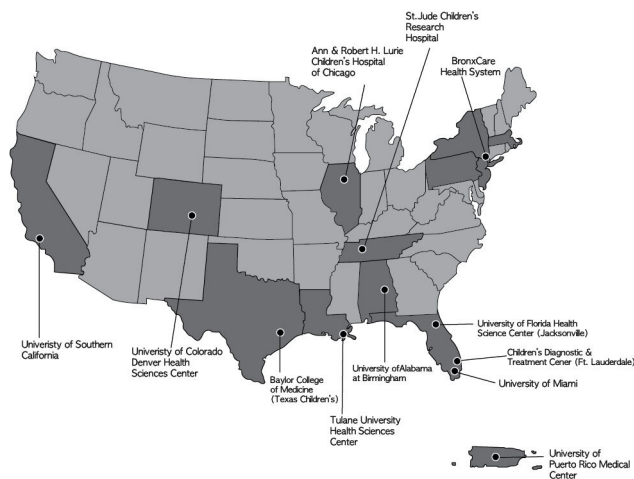 St.Jude Children's
Research
Hospital
Ann & Robert H. Lurie
Children's Hospital
of Chicago
BronxCare
Health System
Univeristy of Southern
California
Univeristy of Colorado
Denver Health
Sciences Center
Baylor College
of Medicine
(Texas Children's)
Tulane University
Health Sciences
Center
University of Alabama
at Birmingham
University of Florida Health
Science Center (Jacksonville)
Children's Diagnostic &
Treatment Cener (Ft. Lauderdale)
University of Miami
University of
Puerto Rico Medical
Center